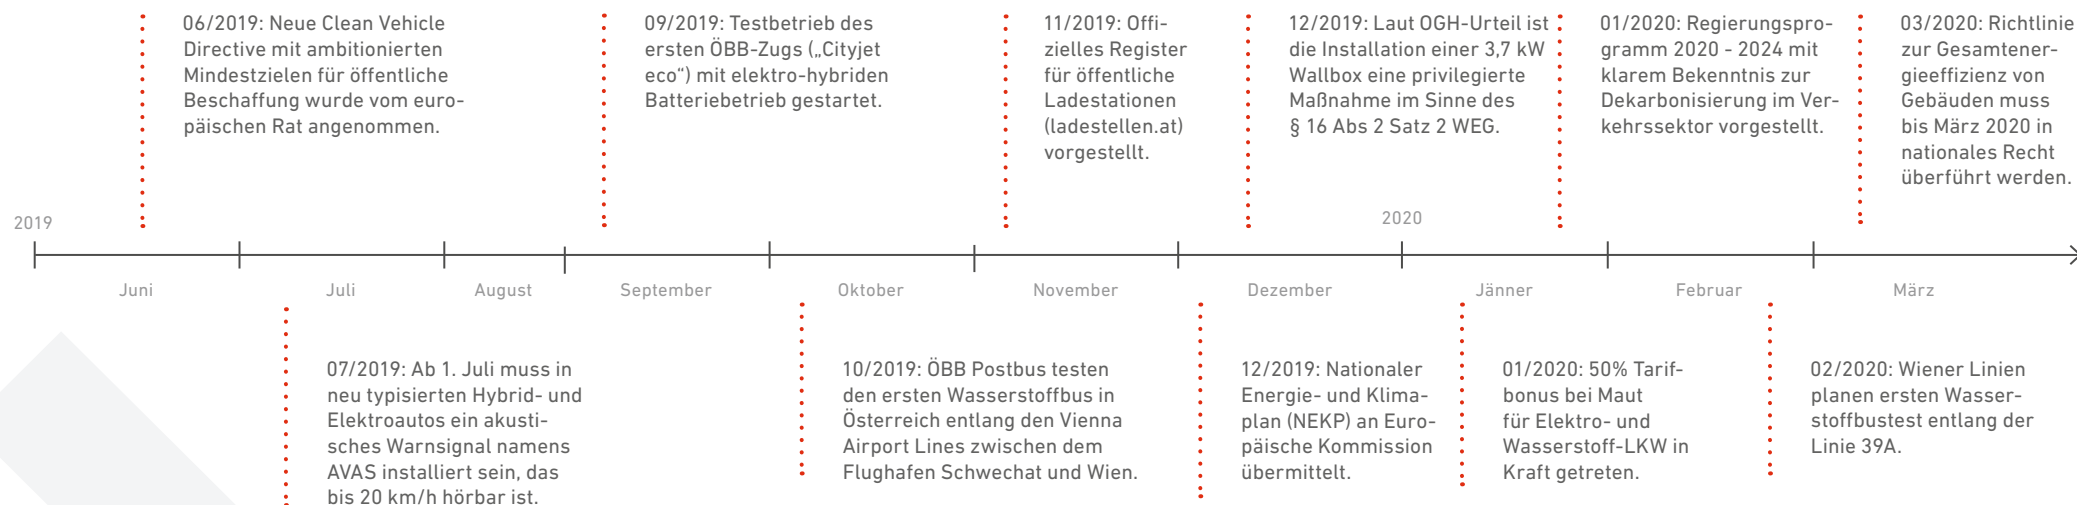 06/2019: Neue Clean Vehicle
Directive mit ambitionierten
Mindestzielen für öffentliche
Beschaffung wurde vom euro-
päischen Rat angenommen.
09/2019: Testbetrieb des
ersten ÖBB-Zugs („Cityjet
eco“) mit elektro-hybriden
Batteriebetrieb gestartet.
11/2019: Offi-
zielles Register
für öffentliche
Ladestationen
(ladestellen.at)
vorgestellt.
12/2019: Laut OGH-Urteil ist
die Installation einer 3,7 kW
Wallbox eine privilegierte
Maßnahme im Sinne des
§ 16 Abs 2 Satz 2 WEG.
01/2020: Regierungspro-
gramm 2020 - 2024 mit
klarem Bekenntnis zur
Dekarbonisierung im Ver-
kehrssektor vorgestellt.
03/2020: Richtlinie
zur Gesamtener-
gieeffizienz von
Gebäuden muss
bis März 2020 in
nationales Recht
überführt werden.
2019
2020
Juni
Juli
August
September
Oktober
November
Dezember
Jänner
Februar
März
07/2019: Ab 1. Juli muss in
neu typisierten Hybrid- und
Elektroautos ein akusti-
sches Warnsignal namens
AVAS installiert sein, das
bis 20 km/h hörbar ist.
10/2019: ÖBB Postbus testen
den ersten Wasserstoffbus in
Österreich entlang den Vienna
Airport Lines zwischen dem
Flughafen Schwechat und Wien.
12/2019: Nationaler
Energie- und Klima-
plan (NEKP) an Euro-
päische Kommission
übermittelt.
01/2020: 50% Tarif-
bonus bei Maut
für Elektro- und
Wasserstoff-LKW in
Kraft getreten.
02/2020: Wiener Linien
planen ersten Wasser-
stoffbustest entlang der
Linie 39A.